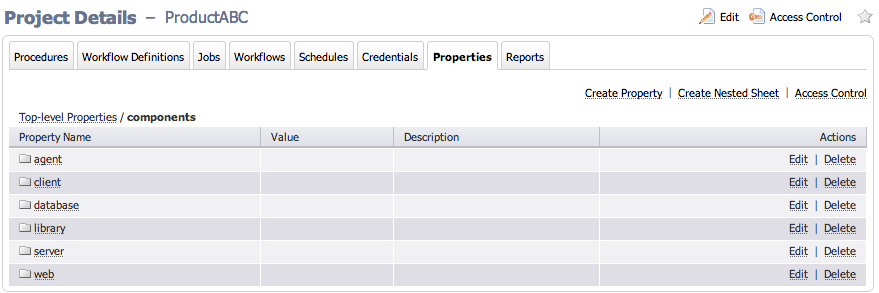 Project Details – ProductABC Edit Access Control
Procedures Workflow Definitions Jobs Workflows Schedules Credentials Properties Reports
Create Property | Create Nested Sheet | Access Control
Top-level Properties / components
Property Name Value Description Actions
agent Edit | Delete
client Edit | Delete
database Edit | Delete
library Edit | Delete
server Edit | Delete
web Edit | Delete